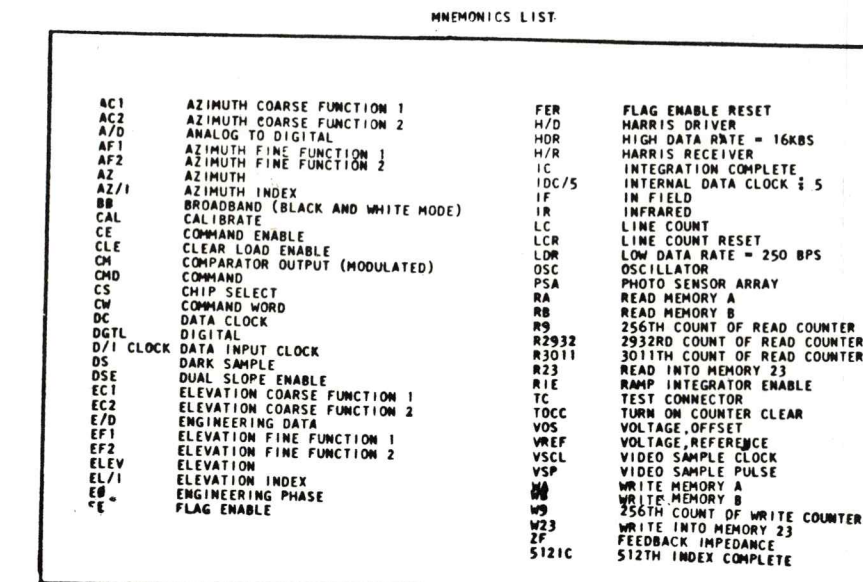 MNEMONICS LIST
AC1 AZIMUTH COARSE FUNCTION 1
AC2 AZIMUTH COARSE FUNCTION 2
A/D ANALOG TO DIGITAL
AF1 AZIMUTH FINE FUNCTION 1
AF2 AZIMUTH FINE FUNCTION 2
AZ AZIMUTH
AZ/I AZIMUTH INDEX
BB BROADBAND (BLACK AND WHITE MODE)
CAL CALIBRATE
CE COMMAND ENABLE
CLE CLEAR LOAD ENABLE
CM COMPARATOR OUTPUT (MODULATED)
CMD COMMAND
CS CHIP SELECT
CW COMMAND WORD
DC DATA CLOCK
DGTL DIGITAL
D/I CLOCK DATA INPUT CLOCK
DS DARK SAMPLE
DSE DUAL SLOPE ENABLE
EC1 ELEVATION COARSE FUNCTION 1
EC2 ELEVATION COARSE FUNCTION 2
E/D ENGINEERING DATA
EF1 ELEVATION FINE FUNCTION 1
EF2 ELEVATION FINE FUNCTION 2
ELEV ELEVATION
EL/I ELEVATION INDEX
EØ ENGINEERING PHASE
FE FLAG ENABLE
FER FLAG ENABLE RESET
H/D HARRIS DRIVER
HDR HIGH DATA RATE = 16KBS
H/R HARRIS RECEIVER
IC INTEGRATION COMPLETE
IDC/5 INTERNAL DATA CLOCK ÷ 5
IF IN FIELD
IR INFRARED
LC LINE COUNT
LCR LINE COUNT RESET
LDR LOW DATA RATE = 250 BPS
OSC OSCILLATOR
PSA PHOTO SENSOR ARRAY
RA READ MEMORY A
RB READ MEMORY B
R9 256TH COUNT OF READ COUNTER
R2932 2932RD COUNT OF READ COUNTER
R3011 3011TH COUNT OF READ COUNTER
R23 READ INTO MEMORY 23
RIE RAMP INTEGRATOR ENABLE
TC TEST CONNECTOR
TOCC TURN ON COUNTER CLEAR
VOS VOLTAGE,OFFSET
VREF VOLTAGE,REFERENCE
VSCL VIDEO SAMPLE CLOCK
VSP VIDEO SAMPLE PULSE
WA WRITE MEMORY A
WB WRITE MEMORY B
W9 256TH COUNT OF WRITE COUNTER
W23 WRITE INTO MEMORY 23
ZF FEEDBACK IMPEDANCE
512IC 512TH INDEX COMPLETE